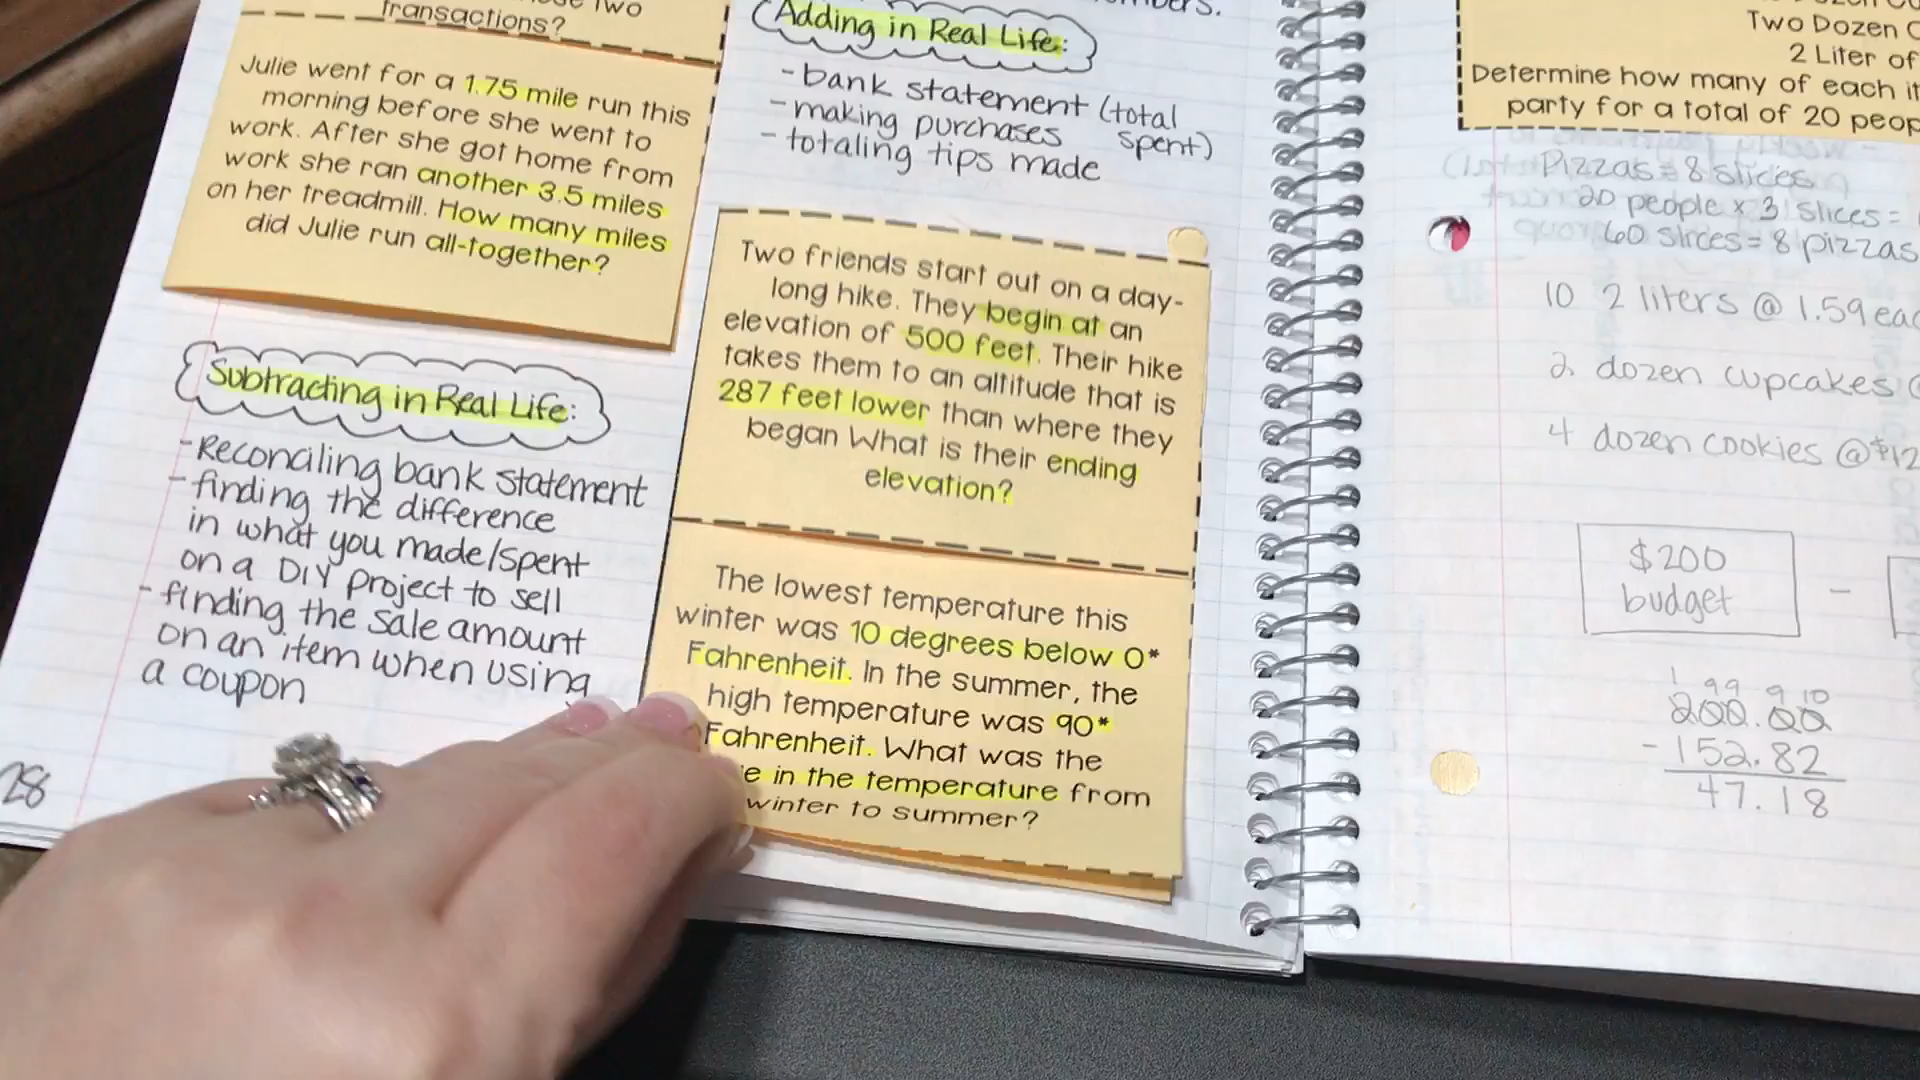 Two
transactions?
Julie went for a 1.75 mile run this
morning before she went to
work. After she got home from
work she ran another 3.5 miles
on her treadmill. How many miles
did Julie run all-together?
Subtracting in Real Life:
-Reconciling bank statement
-finding the difference
in what you made/spent
on a DIY project to sell
-finding the sale amount
on an item when using
a coupon
28
Adding in Real Life:
-bank statement (total
-making purchases spent)
-totaling tips made
Two friends start out on a day-
long hike. They begin at an
elevation of 500 feet. Their hike
takes them to an altitude that is
287 feet lower than where they
began What is their ending
elevation?
The lowest temperature this
winter was 10 degrees below 0*
Fahrenheit. In the summer, the
high temperature was 90*
Fahrenheit. What was the
in the temperature from
winter to summer?
Two Dozen
2 Liter of
Determine how many of each
party for a total of 20
Pizzas = 8 slices
20 people x 3 slices =
60 slices = 8 pizzas
10 2 liters @ 1.59
2 dozen cupcakes @
4 dozen cookies @ $12
$200
budget
-
1 99 9 10
200.00
-152.82
47.18